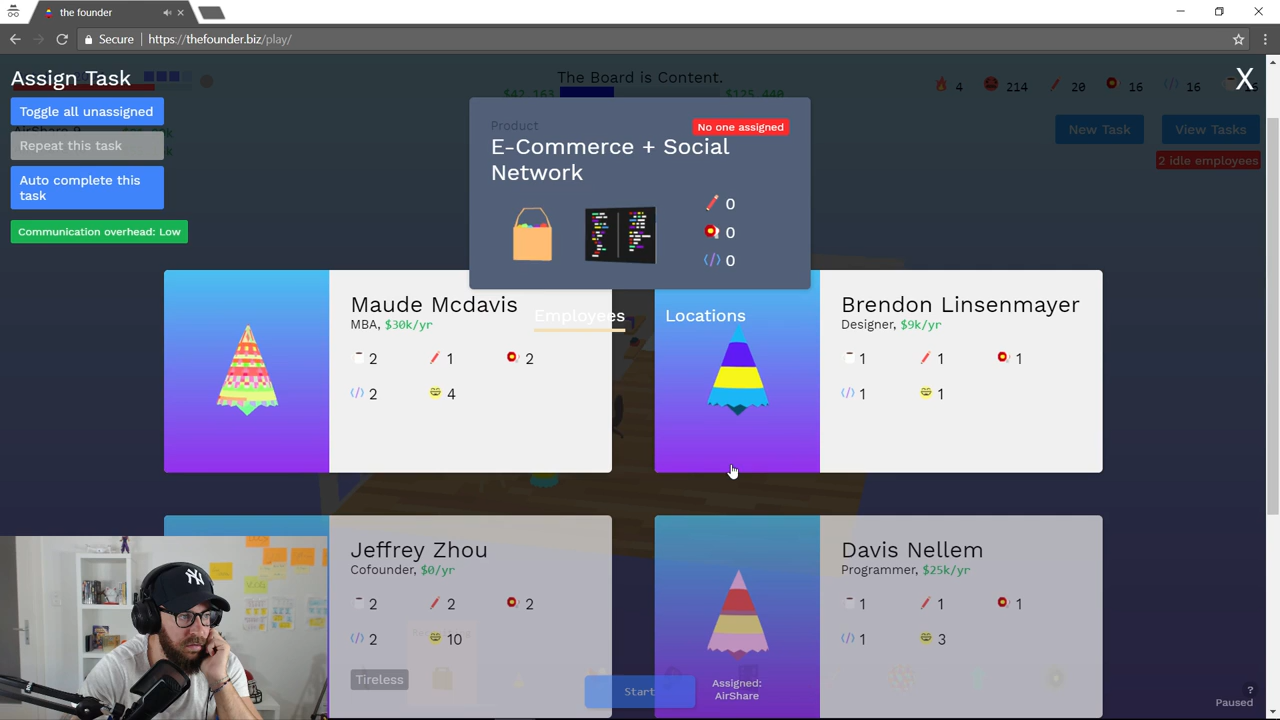 the founder
Secure
https://thefounder.biz/play/
Assign Task
Toggle all unassigned
Repeat this task
Auto complete this
task
Communication overhead: Low
The Board is Content.
$42,163
$125,440
4
214
20
16
16
New Task
View Tasks
2 idle employees
X
Product
No one assigned
E-Commerce + Social
Network
0
0
0
Employees
Locations
Maude Mcdavis
MBA, $30k/yr
2
1
2
2
4
Brendon Linsenmayer
Designer, $9k/yr
1
1
1
1
1
Jeffrey Zhou
Cofounder, $0/yr
2
2
2
2
10
Tireless
Davis Nellem
Programmer, $25k/yr
1
1
1
1
3
Assigned:
AirShare
Start
?
Paused